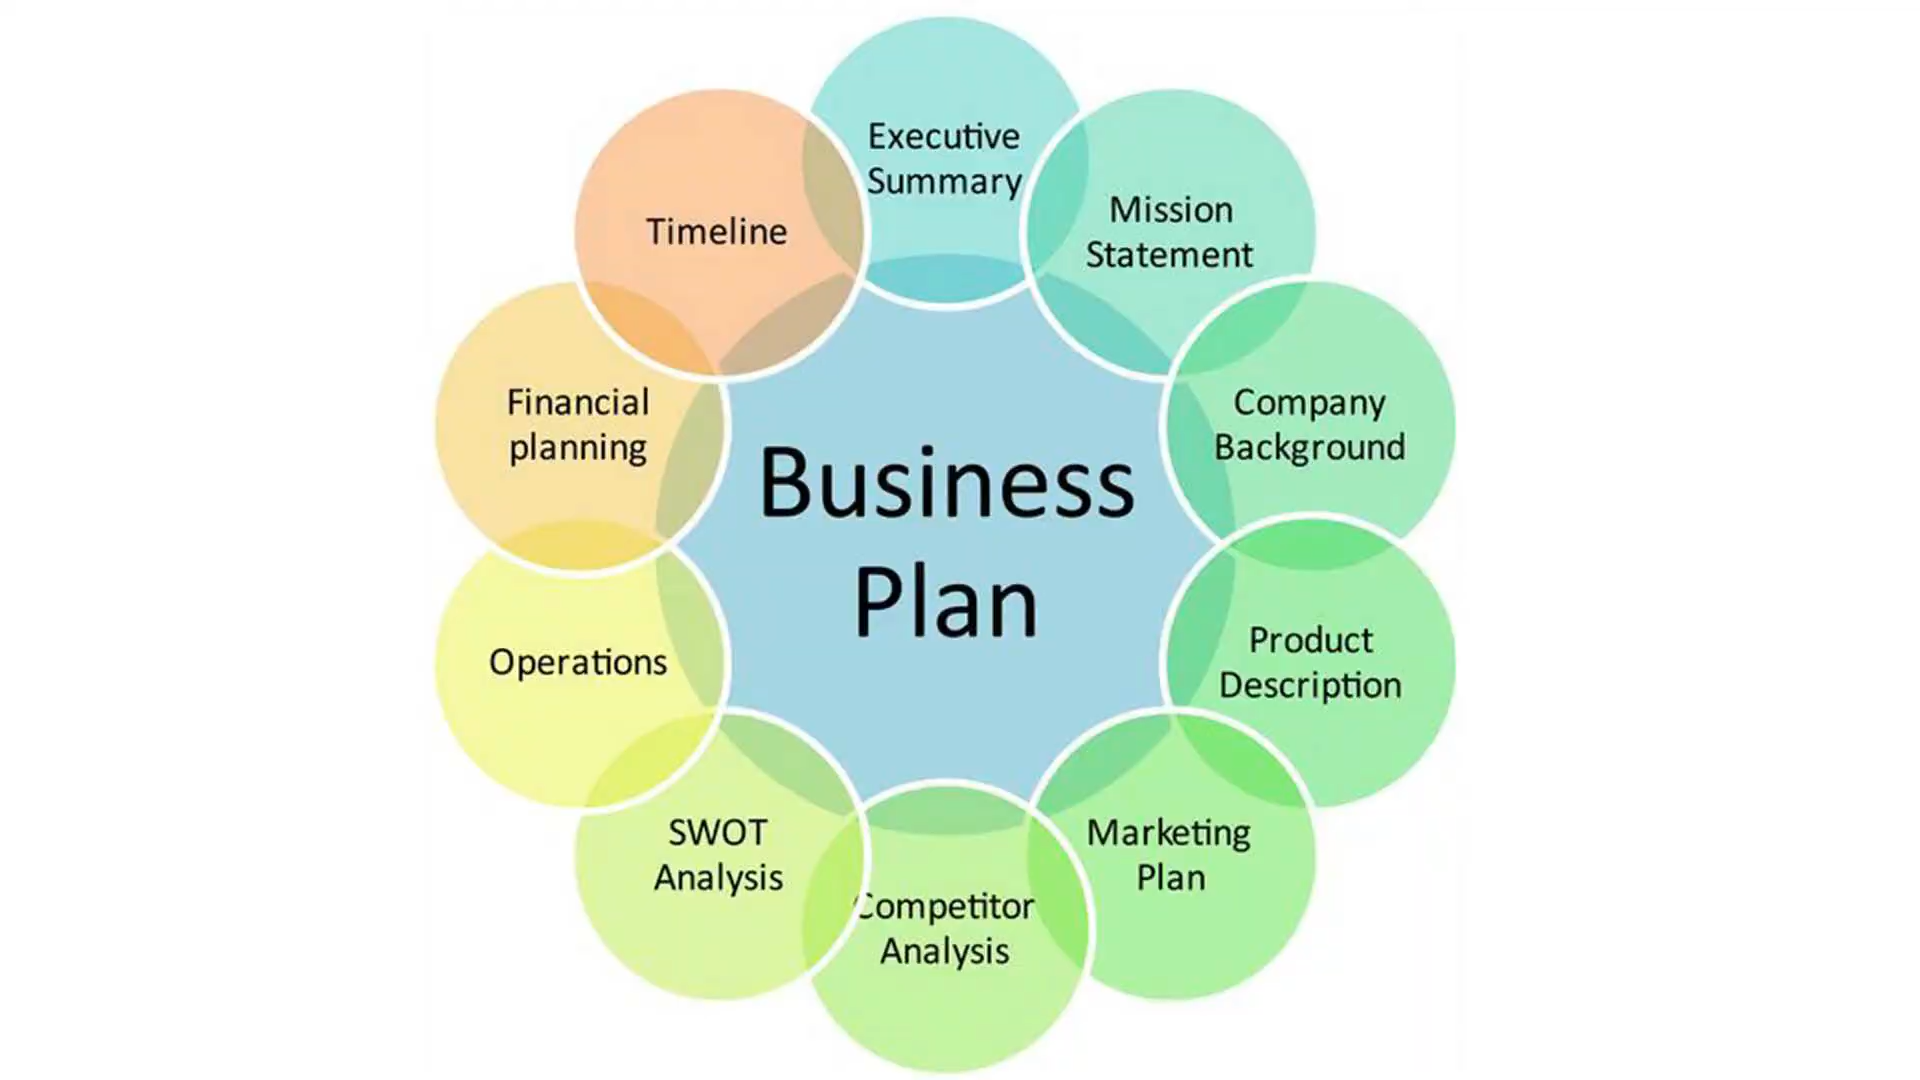 Executive
Summary
Mission
Statement
Company
Background
Product
Description
Marketing
Plan
Competitor
Analysis
SWOT
Analysis
Operations
Financial
planning
Timeline
Business
Plan